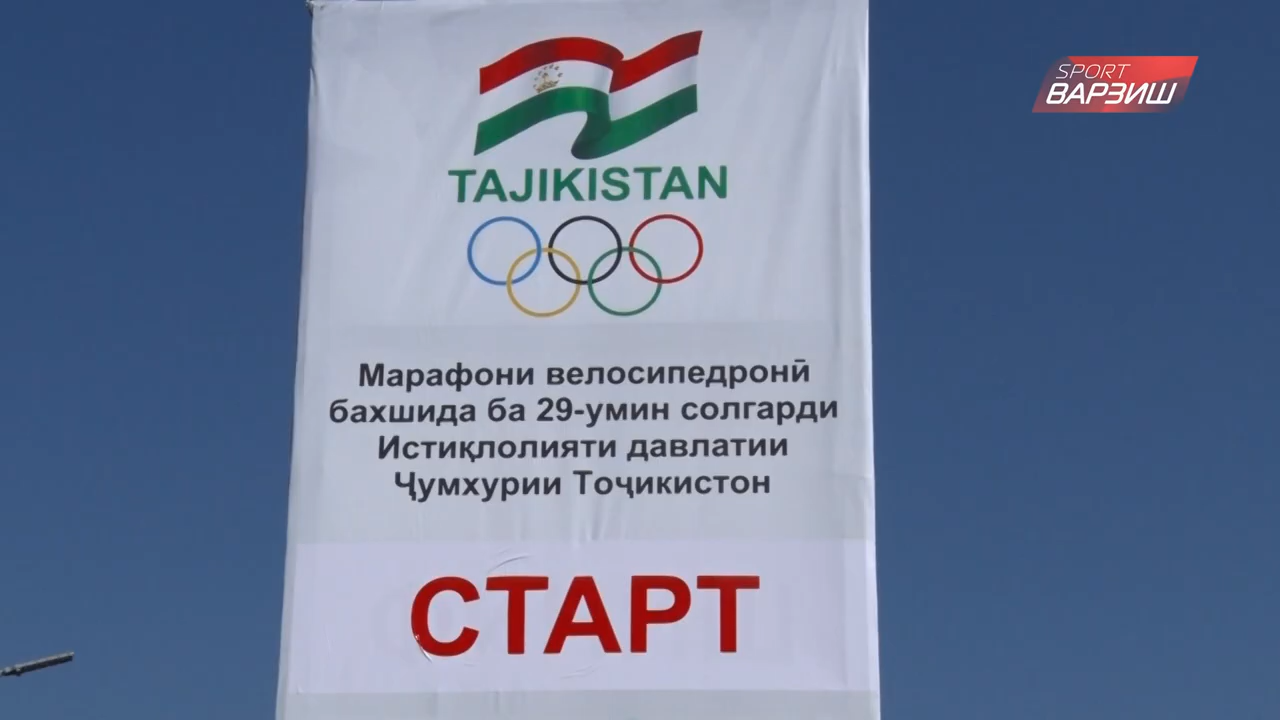 SPORT
ВАРЗИШ
TAJIKISTAN
Марафони велосипедронӣ
бахшида ба 29-умин солгарди
Истиқлолияти давлатии
Ҷумхурии Тоҷикистон
СТАРТ